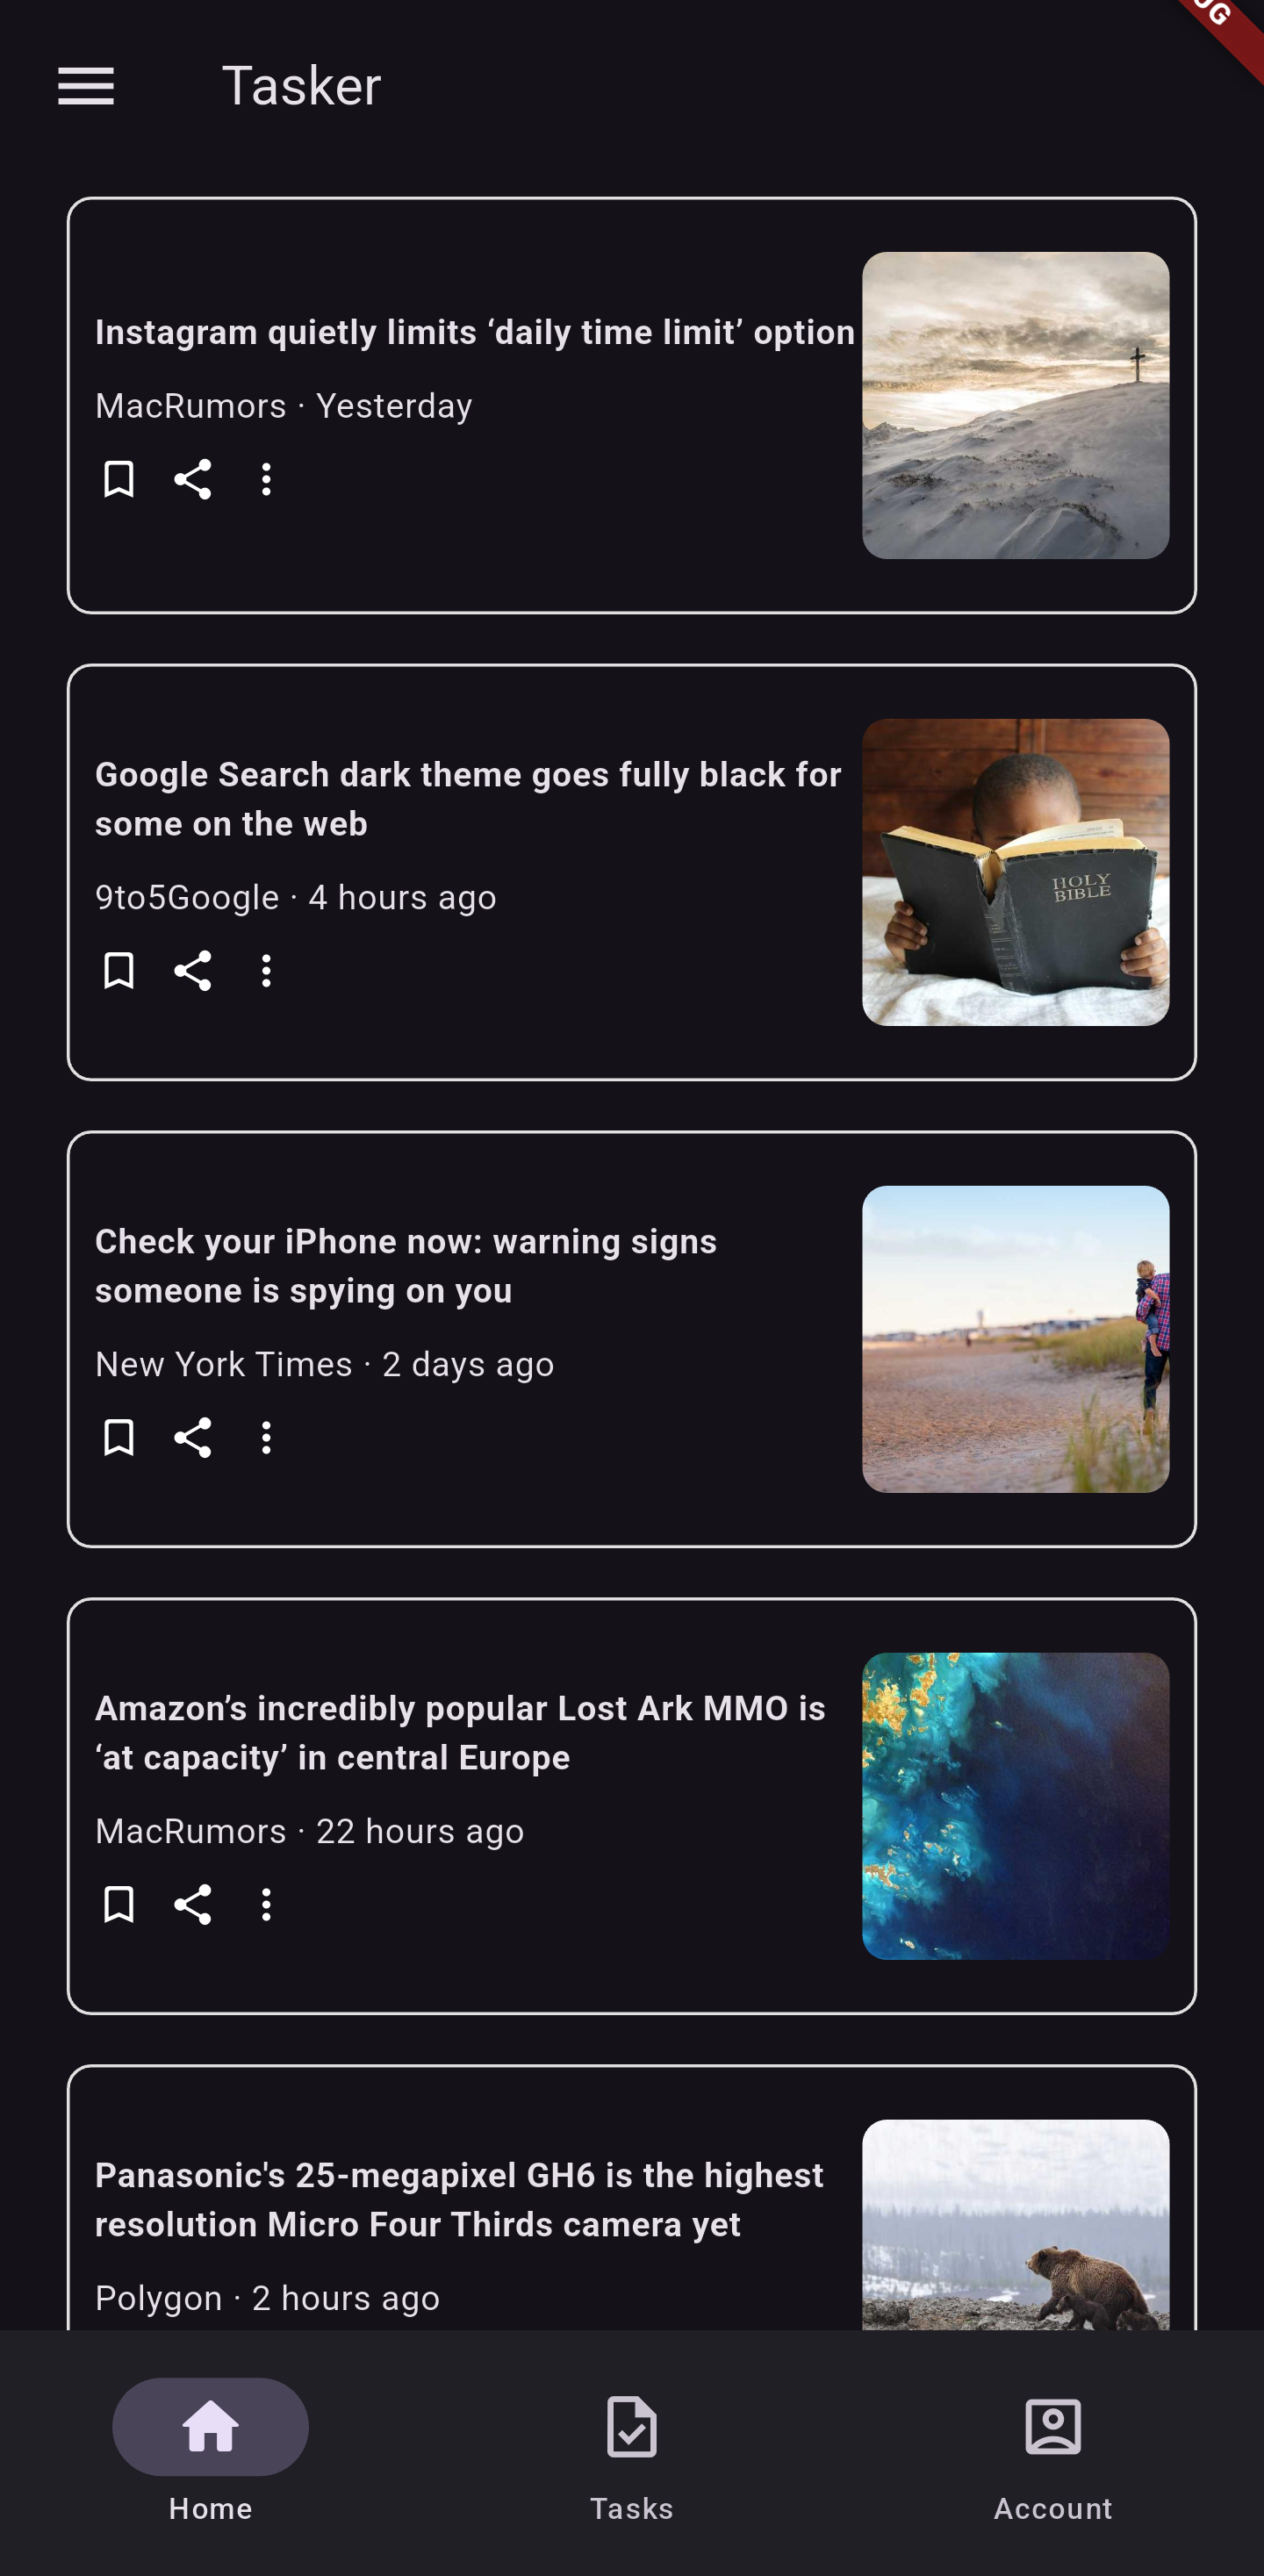 Tasker
Instagram quietly limits ‘daily time limit’ option
MacRumors · Yesterday
Google Search dark theme goes fully black for
some on the web
9to5Google · 4 hours ago
HOLY
BIBLE
Check your iPhone now: warning signs
someone is spying on you
New York Times · 2 days ago
Amazon’s incredibly popular Lost Ark MMO is
‘at capacity’ in central Europe
MacRumors · 22 hours ago
Panasonic's 25-megapixel GH6 is the highest
resolution Micro Four Thirds camera yet
Polygon · 2 hours ago
Home
Tasks
Account